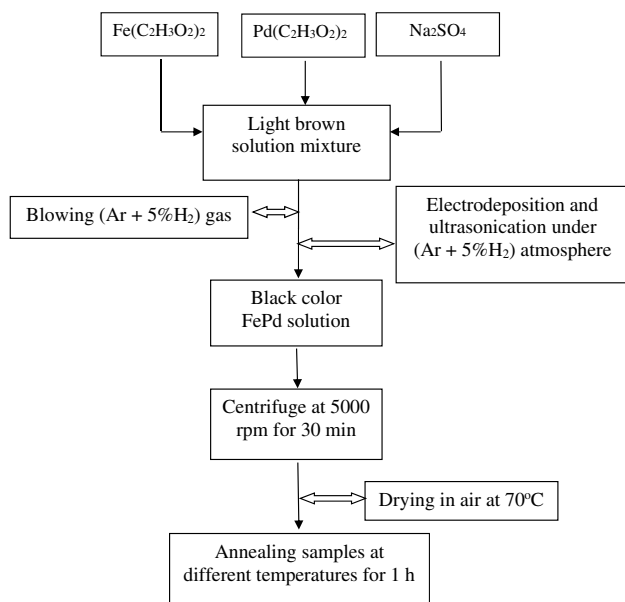 Fe(C₂H₃O₂)₂
Pd(C₂H₃O₂)₂
Na₂SO₄
Light brown
solution mixture
Blowing (Ar + 5%H₂) gas
Electrodeposition and
ultrasonication under
(Ar + 5%H₂) atmosphere
Black color
FePd solution
Centrifuge at 5000
rpm for 30 min
Drying in air at 70ºC
Annealing samples at
different temperatures for 1 h